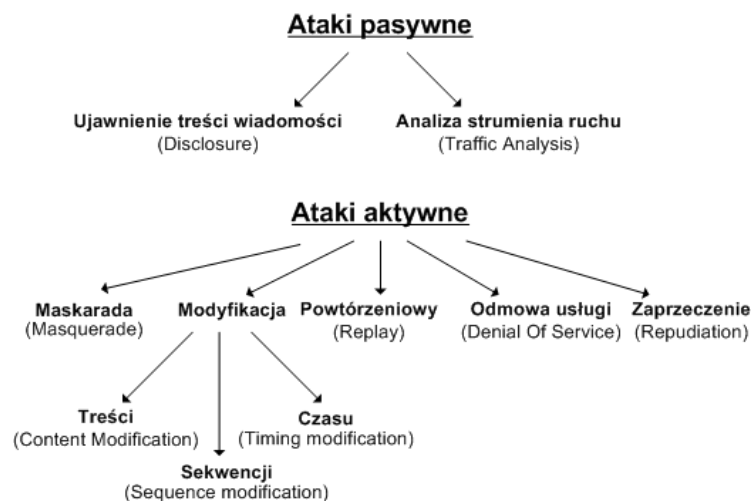 Ataki pasywne
Ujawnienie treści wiadomości
(Disclosure)
Analiza strumienia ruchu
(Traffic Analysis)
Ataki aktywne
Maskarada
(Masquerade)
Modyfikacja
Powtórzeniowy
(Replay)
Odmowa usługi
(Denial Of Service)
Zaprzeczenie
(Repudiation)
Treści
(Content Modification)
Sekwencji
(Sequence modification)
Czasu
(Timing modification)